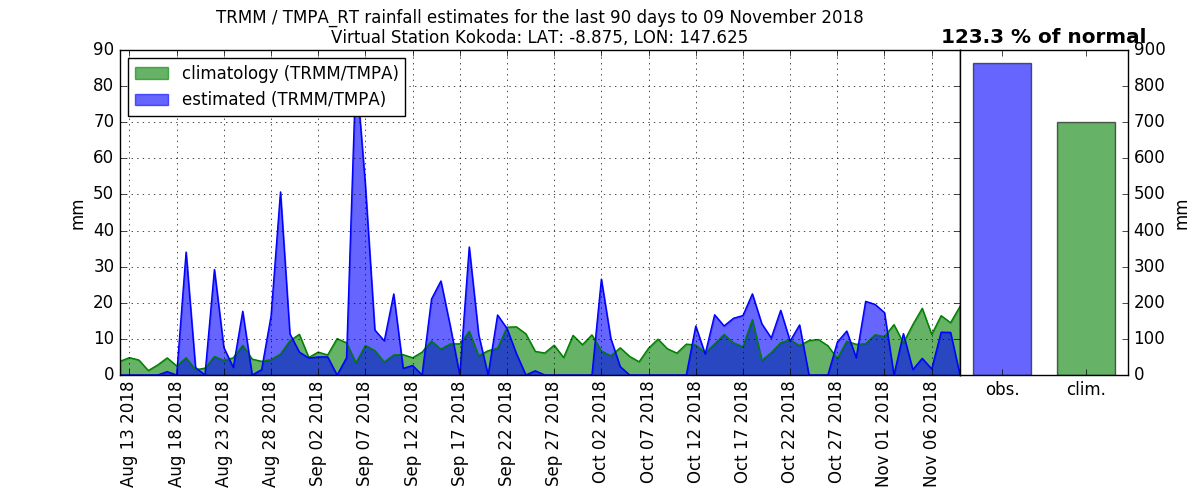 TRMM / TMPA_RT rainfall estimates for the last 90 days to 09 November 2018
Virtual Station Kokoda: LAT: -8.875, LON: 147.625
123.3 % of normal
climatology (TRMM/TMPA)
estimated (TRMM/TMPA)
mm
90
80
70
60
50
40
30
20
10
0
Aug 13 2018
Aug 18 2018
Aug 23 2018
Aug 28 2018
Sep 02 2018
Sep 07 2018
Sep 12 2018
Sep 17 2018
Sep 22 2018
Sep 27 2018
Oct 02 2018
Oct 07 2018
Oct 12 2018
Oct 17 2018
Oct 22 2018
Oct 27 2018
Nov 01 2018
Nov 06 2018
obs.
clim.
900
800
700
600
500
400
300
200
100
0
mm